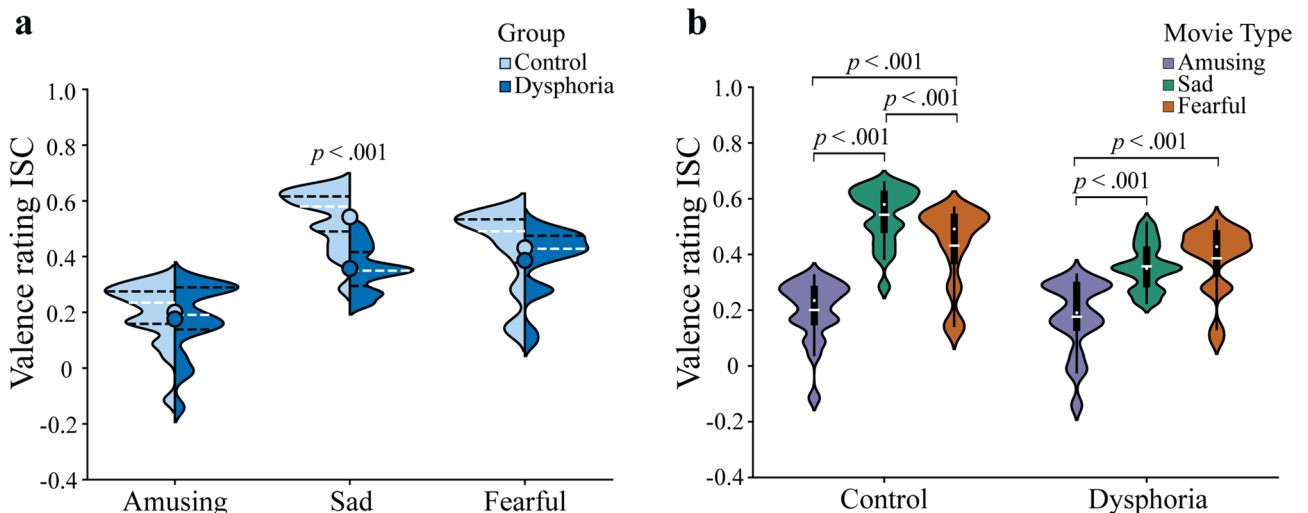 a
Group
Control
Dysphoria
Valence rating ISC
1.0
0.8
0.6
0.4
0.2
0
-0.2
-0.4
p < .001
Amusing
Sad
Fearful
b
Movie Type
Amusing
Sad
Fearful
Valence rating ISC
1.0
0.8
0.6
0.4
0.2
0
-0.2
-0.4
p < .001
p < .001
p < .001
p < .001
p < .001
Control
Dysphoria